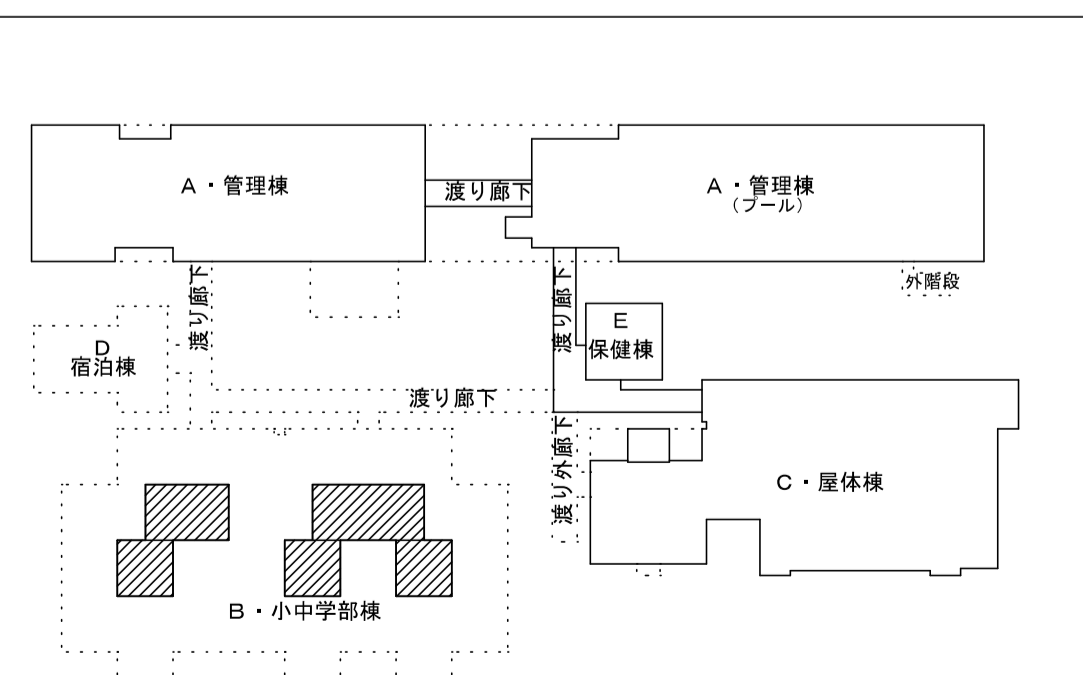 A・管理棟
渡り廊下
A・管理棟
(プール)
外階段
渡り廊下
渡り廊下
E
保健棟
D
宿泊棟
渡り廊下
渡り外廊下
C・屋体棟
B・小中学部棟